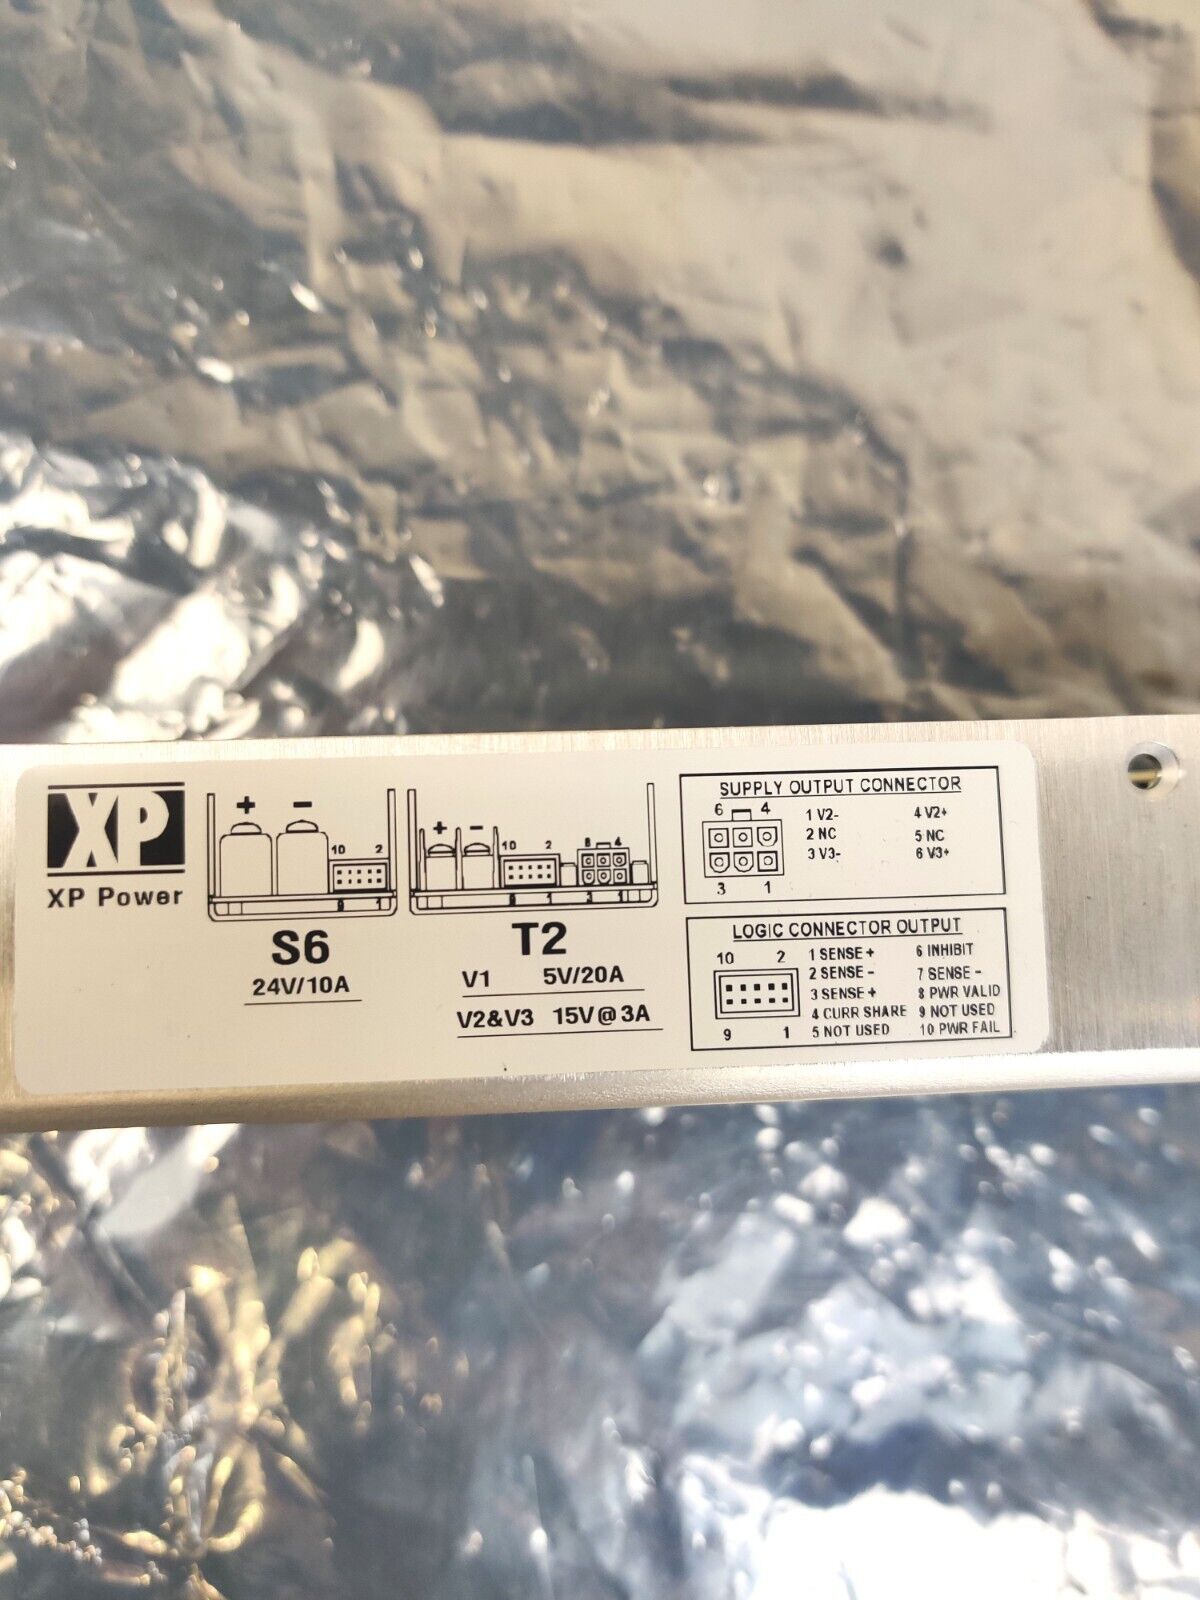 XP
XP Power
+ −
10 2
9 1
S6
24V/10A
+ −
10 2 6 4
9 1 3 1
T2
V1 5V/20A
V2&V3 15V@3A
SUPPLY OUTPUT CONNECTOR
6 4
3 1
1 V2- 4 V2+
2 NC 5 NC
3 V3- 6 V3+
LOGIC CONNECTOR OUTPUT
10 2
9 1
1 SENSE + 6 INHIBIT
2 SENSE - 7 SENSE -
3 SENSE + 8 PWR VALID
4 CURR SHARE 9 NOT USED
5 NOT USED 10 PWR FAIL